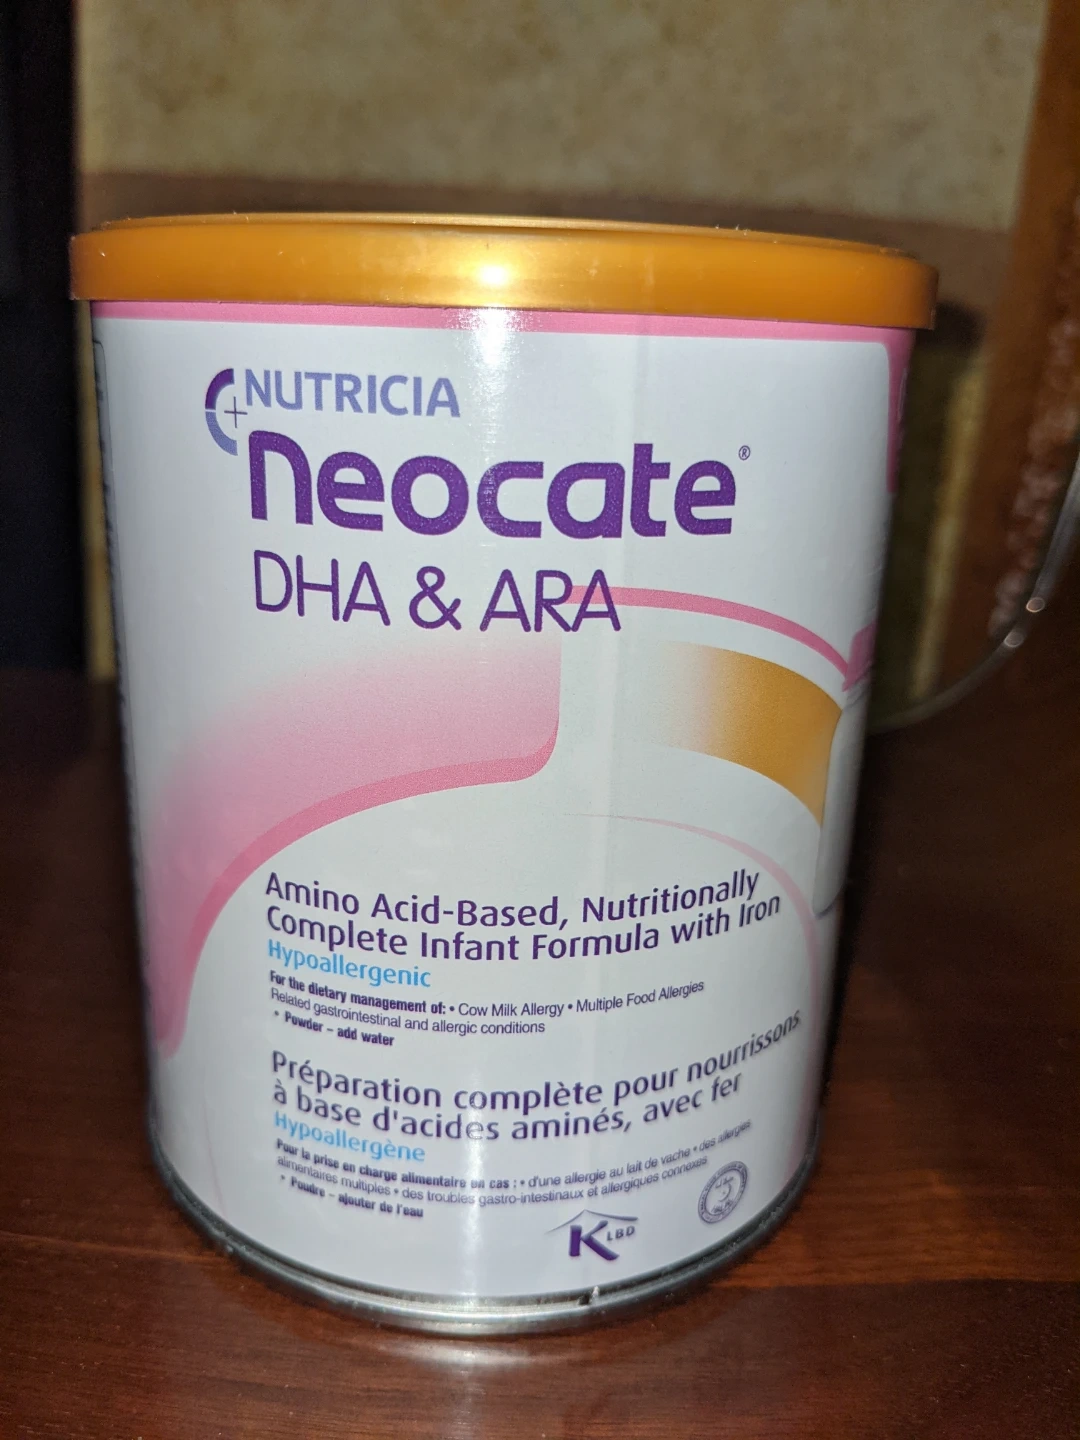 NUTRICIA
neocate®
DHA & ARA
Amino Acid-Based, Nutritionally
Complete Infant Formula with Iron
Hypoallergenic
For the dietary management of: • Cow Milk Allergy • Multiple Food Allergies
Related gastrointestinal and allergic conditions
• Powder – add water
Préparation complète pour nourrissons
à base d'acides aminés, avec fer
Hypoallergène
Pour la prise en charge alimentaire en cas : • d'une allergie au lait de vache • des allergies
alimentaires multiples • des troubles gastro-intestinaux et allergiques connexes
• Poudre – ajouter de l'eau
KLBD